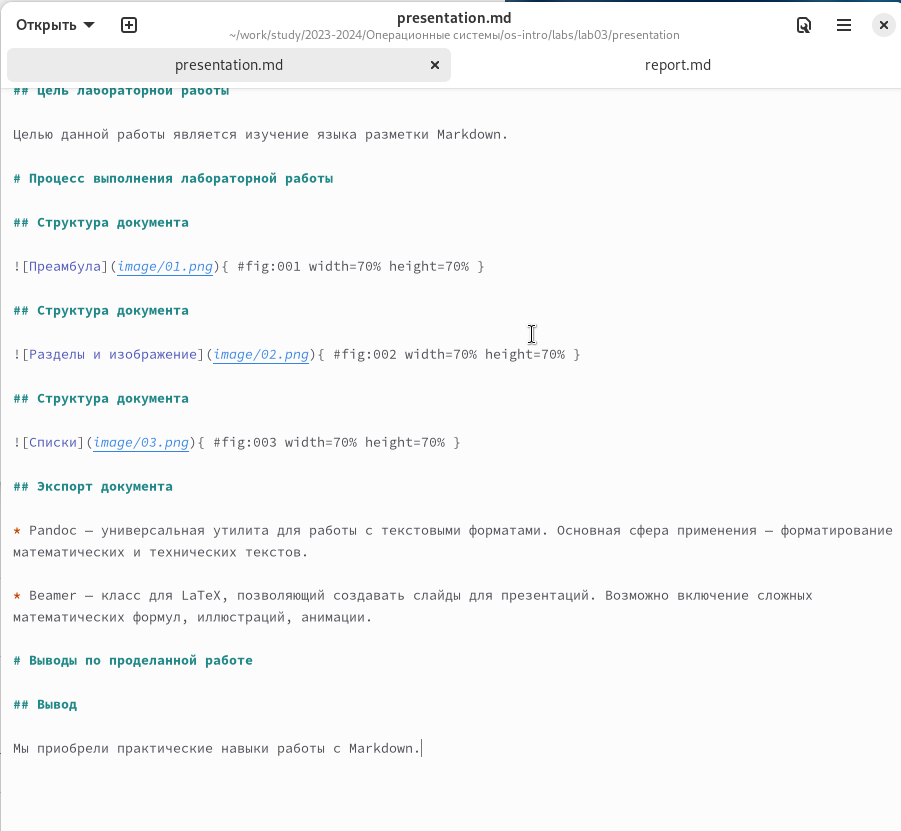 Открыть
presentation.md
~/work/study/2023-2024/Операционные системы/os-intro/labs/lab03/presentation
presentation.md
report.md
## Цель лабораторной работы
Целью данной работы является изучение языка разметки Markdown.
# Процесс выполнения лабораторной работы
## Структура документа
![Преамбула](image/01.png){ #fig:001 width=70% height=70% }
## Структура документа
![Разделы и изображение](image/02.png){ #fig:002 width=70% height=70% }
## Структура документа
![Списки](image/03.png){ #fig:003 width=70% height=70% }
## Экспорт документа
* Pandoc — универсальная утилита для работы с текстовыми форматами. Основная сфера применения — форматирование
математических и технических текстов.
* Beamer — класс для LaTeX, позволяющий создавать слайды для презентаций. Возможно включение сложных
математических формул, иллюстраций, анимации.
# Выводы по проделанной работе
## Вывод
Мы приобрели практические навыки работы с Markdown.